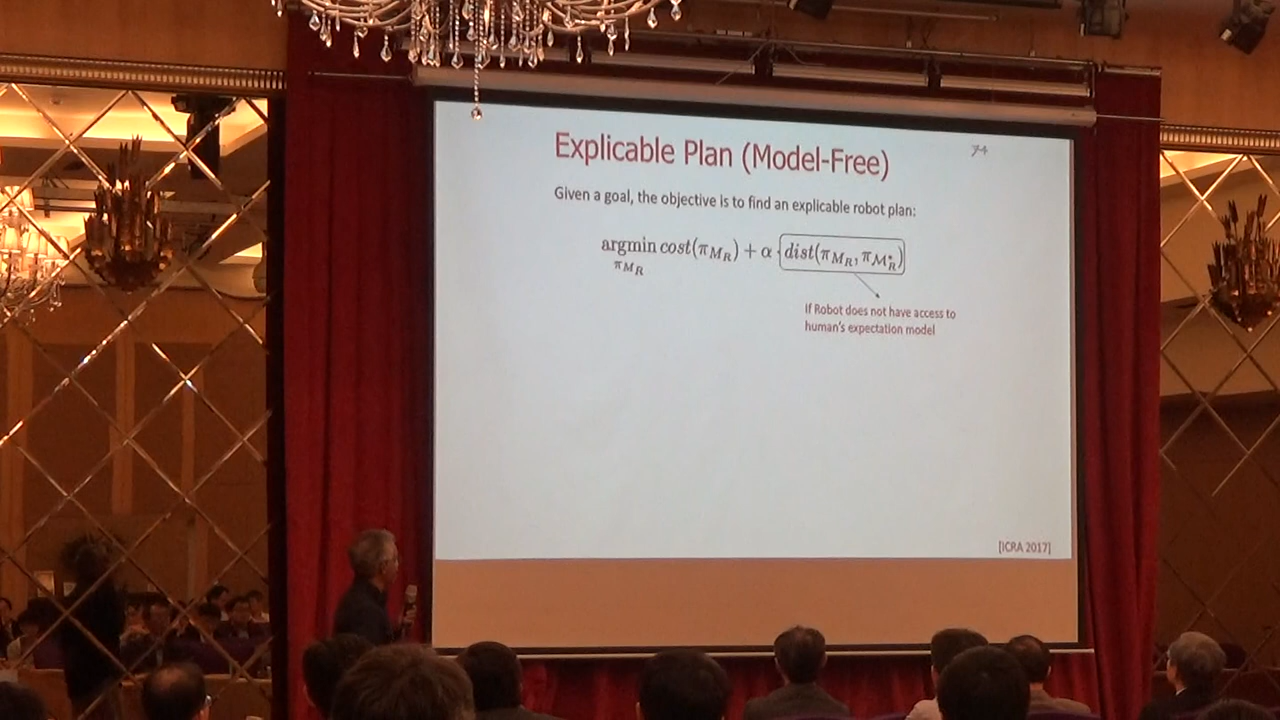 Explicable Plan (Model-Free)
Given a goal, the objective is to find an explicable robot plan:
argmin cost(π_{M_R}) + α · dist(π_{M_R}, π_{𝓜*_R})
π_{M_R}
If Robot does not have access to
human's expectation model
[ICRA 2017]